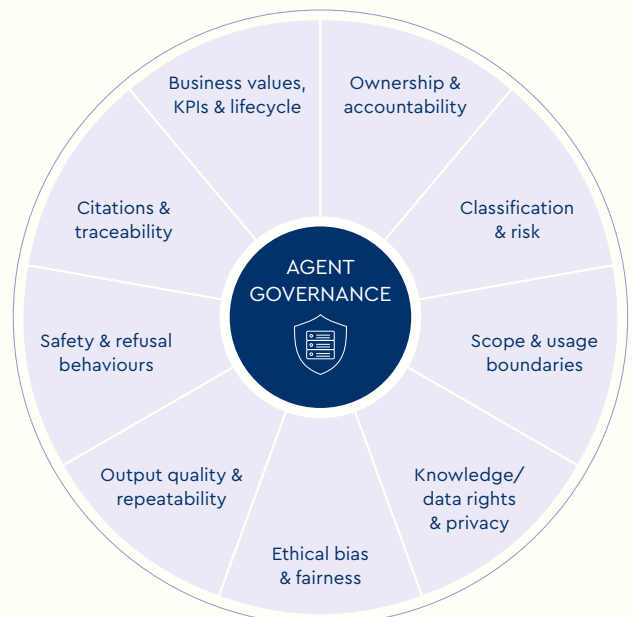 Business values,
KPIs & lifecycle
Ownership &
accountability
Citations &
traceability
Classification
& risk
AGENT
GOVERNANCE
Safety & refusal
behaviours
Scope & usage
boundaries
Output quality &
repeatability
Knowledge/
data rights
& privacy
Ethical bias
& fairness